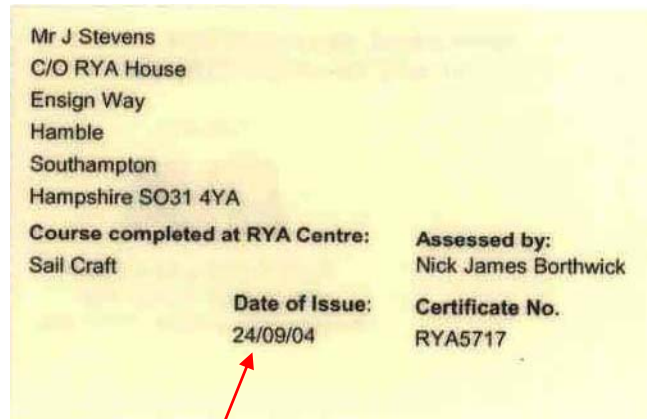 Mr J Stevens
C/O RYA House
Ensign Way
Hamble
Southampton
Hampshire SO31 4YA
Course completed at RYA Centre: Assessed by:
Sail Craft Nick James Borthwick
Date of Issue: Certificate No.
24/09/04 RYA5717